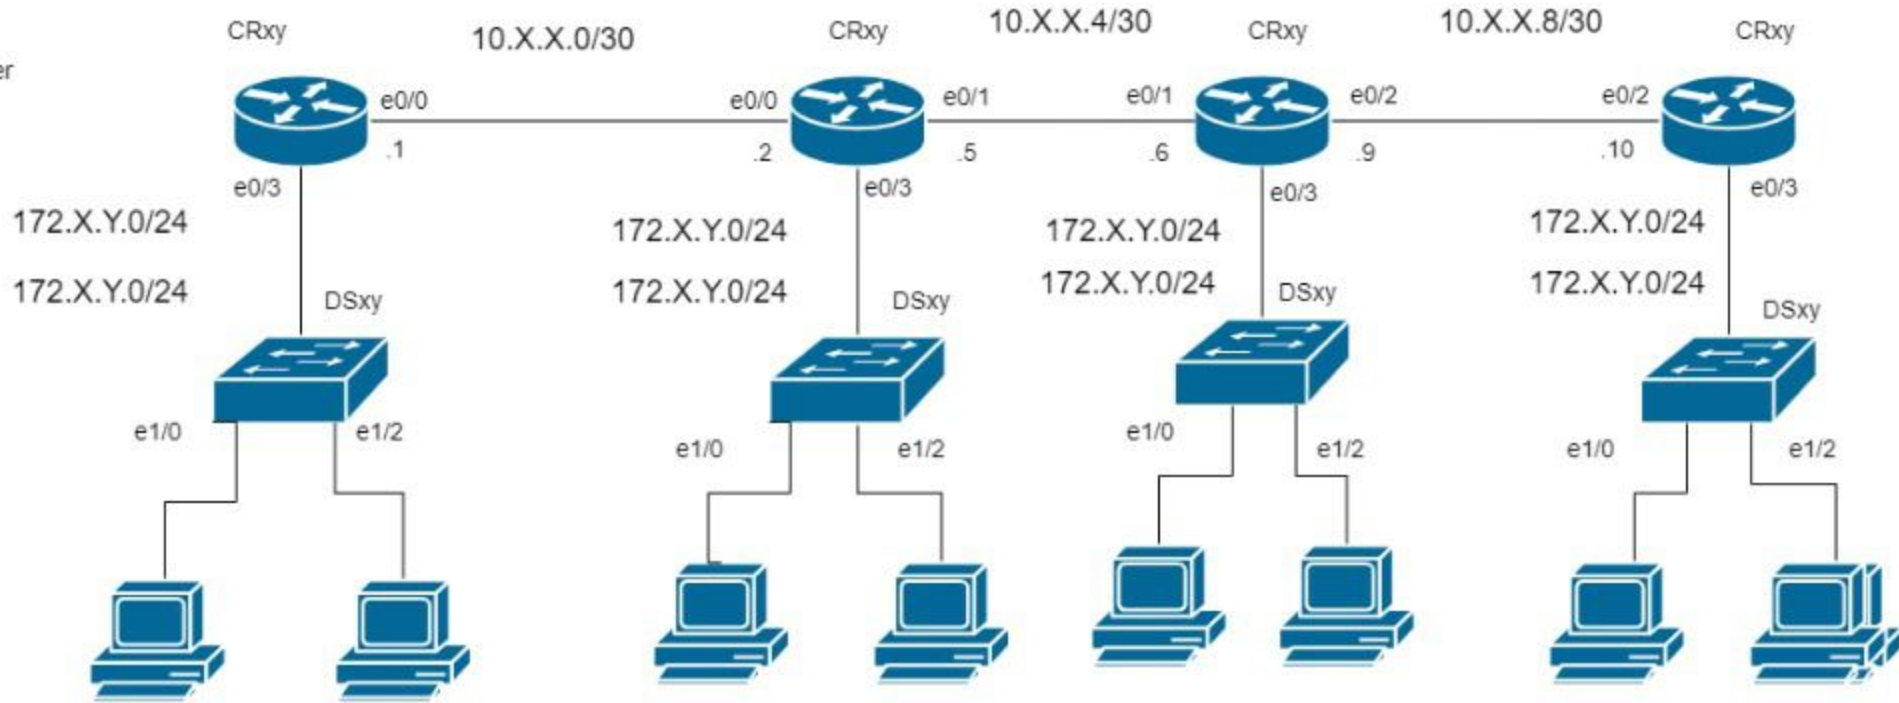 CRxy
10.X.X.0/30
CRxy
10.X.X.4/30
CRxy
10.X.X.8/30
CRxy
er
e0/0
e0/0
e0/1
e0/1
e0/2
e0/2
.1
.2
.5
.6
.9
.10
e0/3
e0/3
e0/3
e0/3
172.X.Y.0/24
172.X.Y.0/24
172.X.Y.0/24
172.X.Y.0/24
172.X.Y.0/24
172.X.Y.0/24
172.X.Y.0/24
172.X.Y.0/24
DSxy
DSxy
DSxy
DSxy
e1/0
e1/2
e1/0
e1/2
e1/0
e1/2
e1/0
e1/2